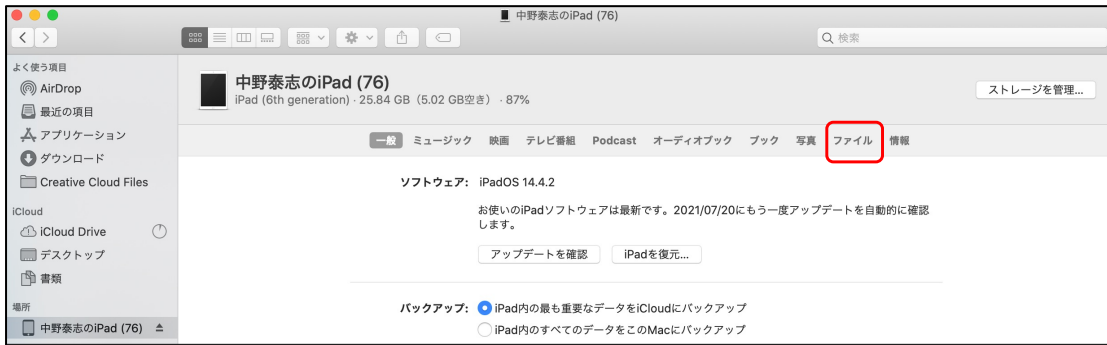 中野泰志のiPad (76)
検索
よく使う項目
AirDrop
最近の項目
アプリケーション
ダウンロード
Creative Cloud Files
iCloud
iCloud Drive
デスクトップ
書類
場所
中野泰志のiPad (76)
中野泰志のiPad (76)
iPad (6th generation)・25.84 GB（5.02 GB空き）・87%
ストレージを管理...
一般 ミュージック 映画 テレビ番組 Podcast オーディオブック ブック 写真 ファイル 情報
ソフトウェア: iPadOS 14.4.2
お使いのiPadソフトウェアは最新です。2021/07/20にもう一度アップデートを自動的に確認
します。
アップデートを確認 iPadを復元...
バックアップ: iPad内の最も重要なデータをiCloudにバックアップ
iPad内のすべてのデータをこのMacにバックアップ